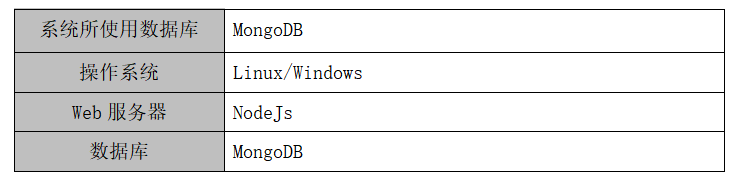 系统所使用数据库 MongoDB
操作系统 Linux/Windows
Web 服务器 NodeJs
数据库 MongoDB